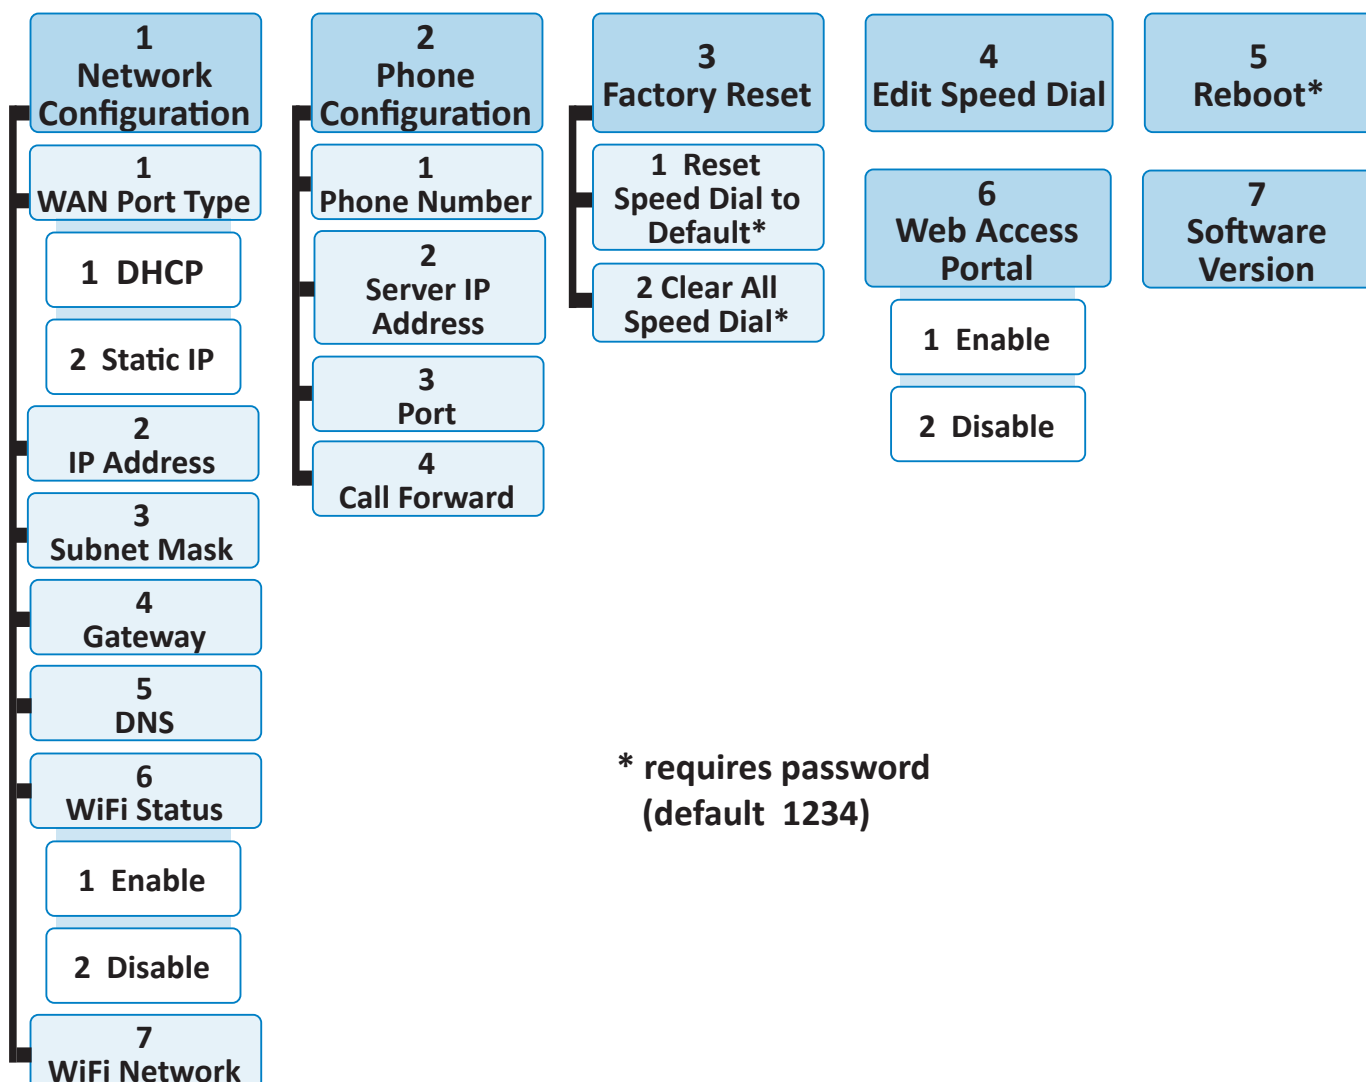 1
Network
Configuration
1
WAN Port Type
1 DHCP
2 Static IP
2
IP Address
3
Subnet Mask
4
Gateway
5
DNS
6
WiFi Status
1 Enable
2 Disable
7
WiFi Network
2
Phone
Configuration
1
Phone Number
2
Server IP
Address
3
Port
4
Call Forward
3
Factory Reset
1 Reset
Speed Dial to
Default*
2 Clear All
Speed Dial*
4
Edit Speed Dial
5
Reboot*
6
Web Access
Portal
1 Enable
2 Disable
7
Software
Version
* requires password
(default 1234)